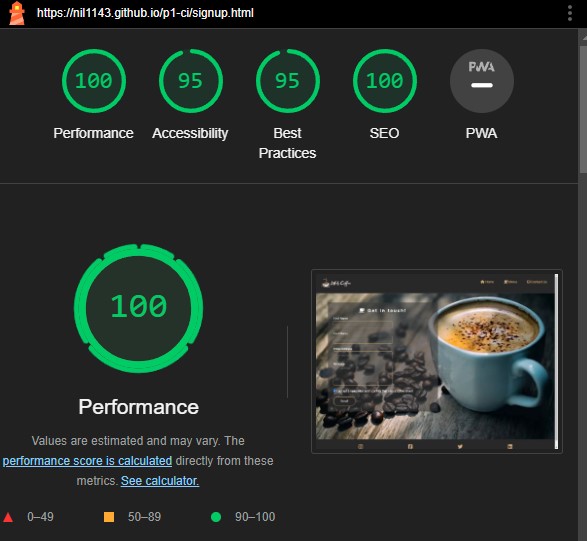 https://nil1143.github.io/p1-ci/signup.html
100
95
95
100
PWA
Performance
Accessibility
Best
Practices
SEO
PWA
100
Get in touch!
Performance
Values are estimated and may vary. The
performance score is calculated directly from these
metrics. See calculator.
0–49
50–89
90–100